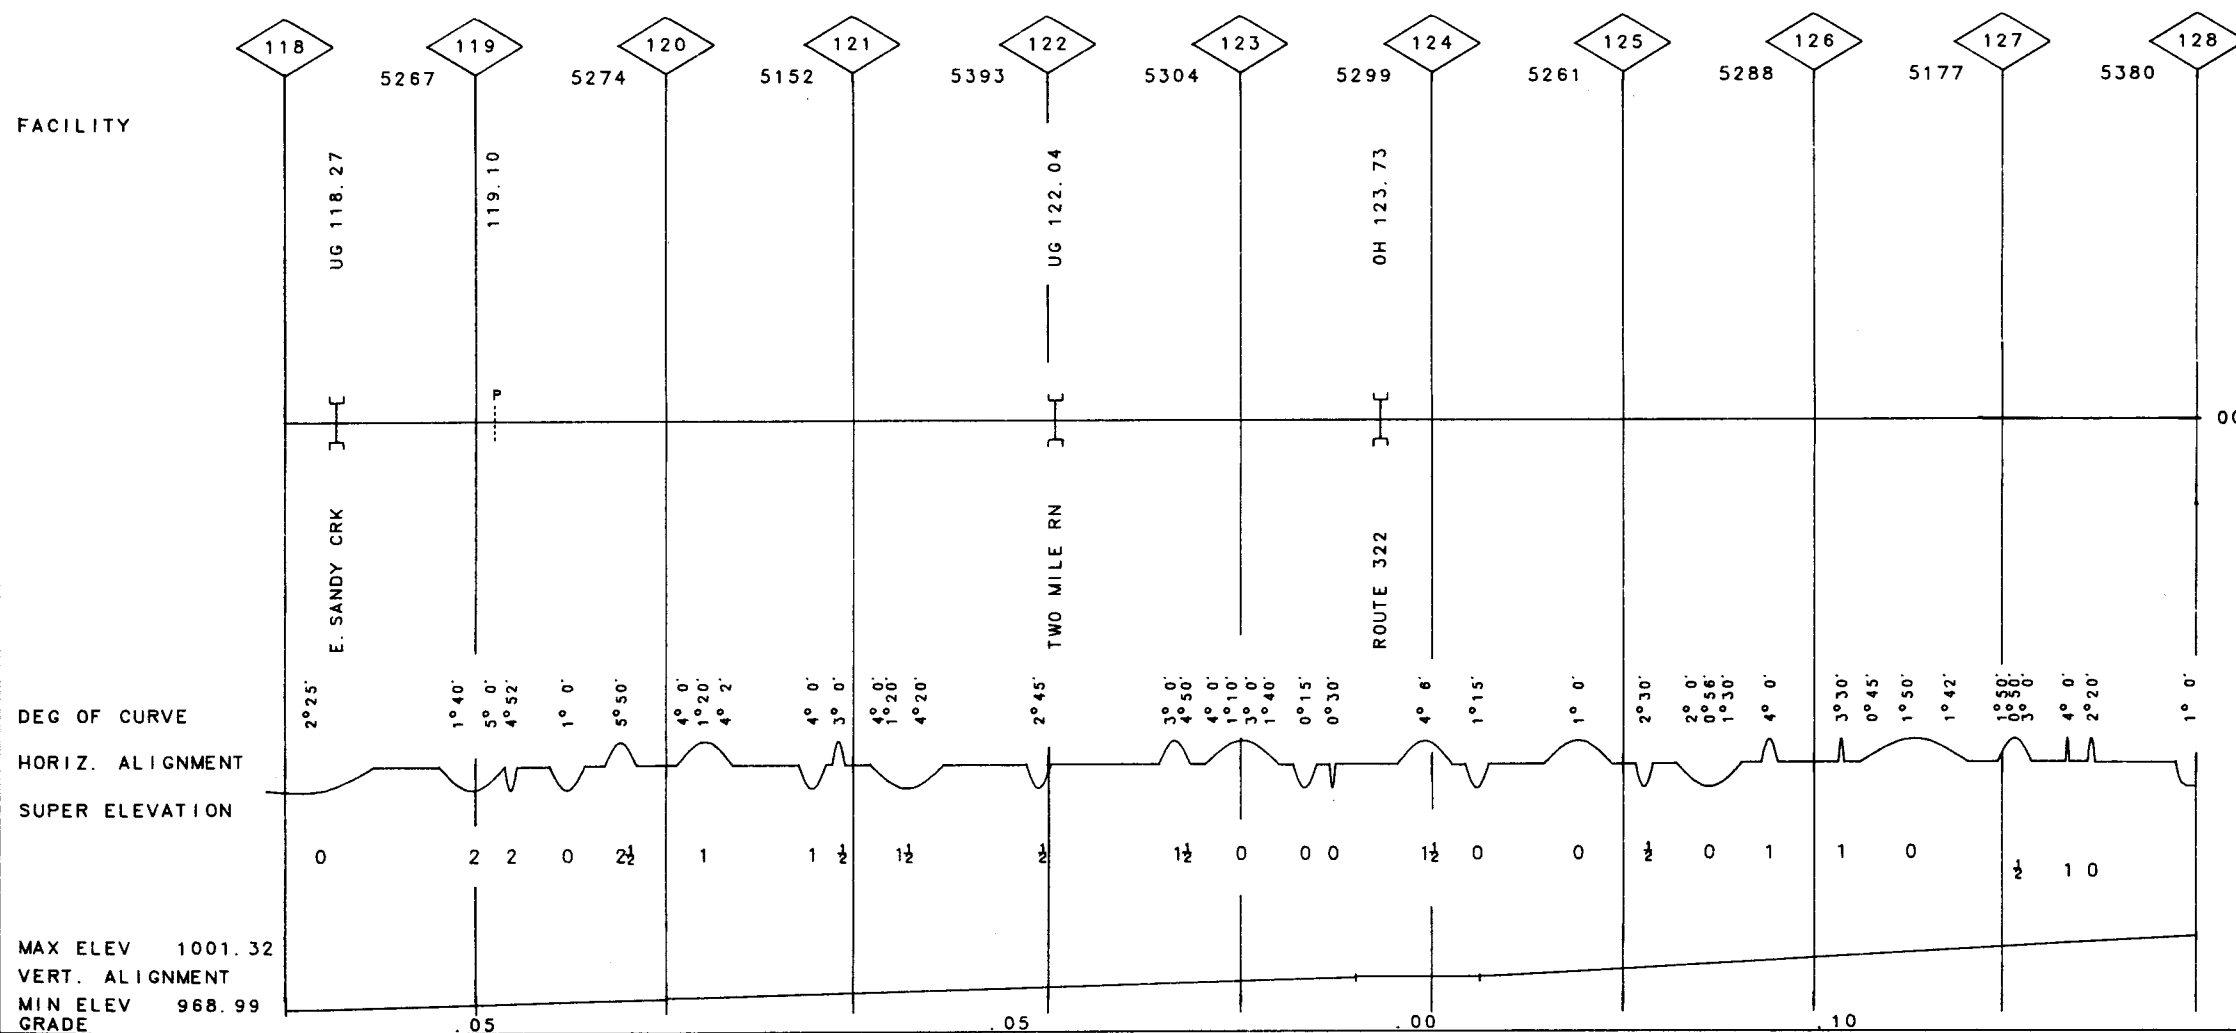 118 119 120 121 122 123 124 125 126 127 128
5267 5274 5152 5393 5304 5299 5261 5288 5177 5380
FACILITY
UG 118.27
119.10
UG 122.04
OH 123.73
P
E. SANDY CRK
TWO MILE RN
ROUTE 322
DEG OF CURVE
2°25' 1°40' 5° 0' 4°52' 1° 0' 5°50' 4° 0' 1°20' 4° 2' 4° 0' 3° 0' 4° 0' 1°20' 4°20' 2°45' 3° 0' 4°50' 4° 0' 1°10' 3° 0' 1°40' 0°15' 0°30' 4° 6' 1°15' 1° 0' 2°30' 2° 0' 0°56' 1°30' 4° 0' 3°30' 0°45' 1°50' 1°42' 1°50' 0°50' 3° 0' 4° 0' 2°20' 1° 0'
HORIZ. ALIGNMENT
SUPER ELEVATION
0 2 2 0 2½ 1 1 ½ 1½ ½ 1½ 0 0 0 1½ 0 0 ½ 0 1 1 0 ½ 1 0
MAX ELEV 1001.32
VERT. ALIGNMENT
MIN ELEV 968.99
GRADE .05 .05 .00 .10